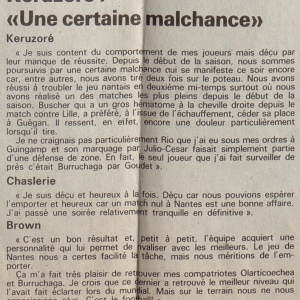 «Une certaine malchance»
Keruzoré
« Je suis content du comportement de mes joueurs mais déçu par
leur manque de réussite. Depuis le début de la saison, nous sommes
poursuivis par une certaine malchance qui se manifeste ce soir encore
car, entre autres, nous avons tiré deux fois sur le poteau. Nous avons
réussi à troubler le jeu nantais en deuxième mi-temps surtout où nous
avons réalisé un des matches les plus pleins depuis le début de la
saison. Buscher qui a un gros hématome à la cheville droite depuis le
match contre Lille, a préféré, à l'issue de l'échauffement, céder sa place
à Guégan. Il ressent, en effet, encore une douleur particulièrement
lorsqu'il tire.
Je ne craignais pas particulièrement Rio que j'ai eu sous mes ordres à
Guingamp et son marquage par Julio-Cesar faisait simplement partie
d'une défense de zone. En fait, le seul joueur que j'ai fait surveiller de
près c'était Burruchaga par Goudet ».
Chaslerie
« Je suis déçu et heureux à la fois. Déçu car nous pouvions espérer
l'emporter et heureux car un match nul à Nantes est une bonne affaire.
J'ai passé une soirée relativement tranquille en définitive ».
Brown
« C'est un bon résultat et, petit à petit, l'équipe acquiert une
personnalité qui lui permet de rivaliser avec les meilleurs. Le jeu de
Nantes nous a certes facilité la tâche, mais nous méritons de l'em-
porter.
Ca m'a fait très plaisir de retrouver mes compatriotes Olarticoechea
et Burruchaga. Je crois que ce dernier a retrouvé le meilleur niveau qui
l'avait fait éclater lors du mundial. Mais sur le terrain nous ne nous